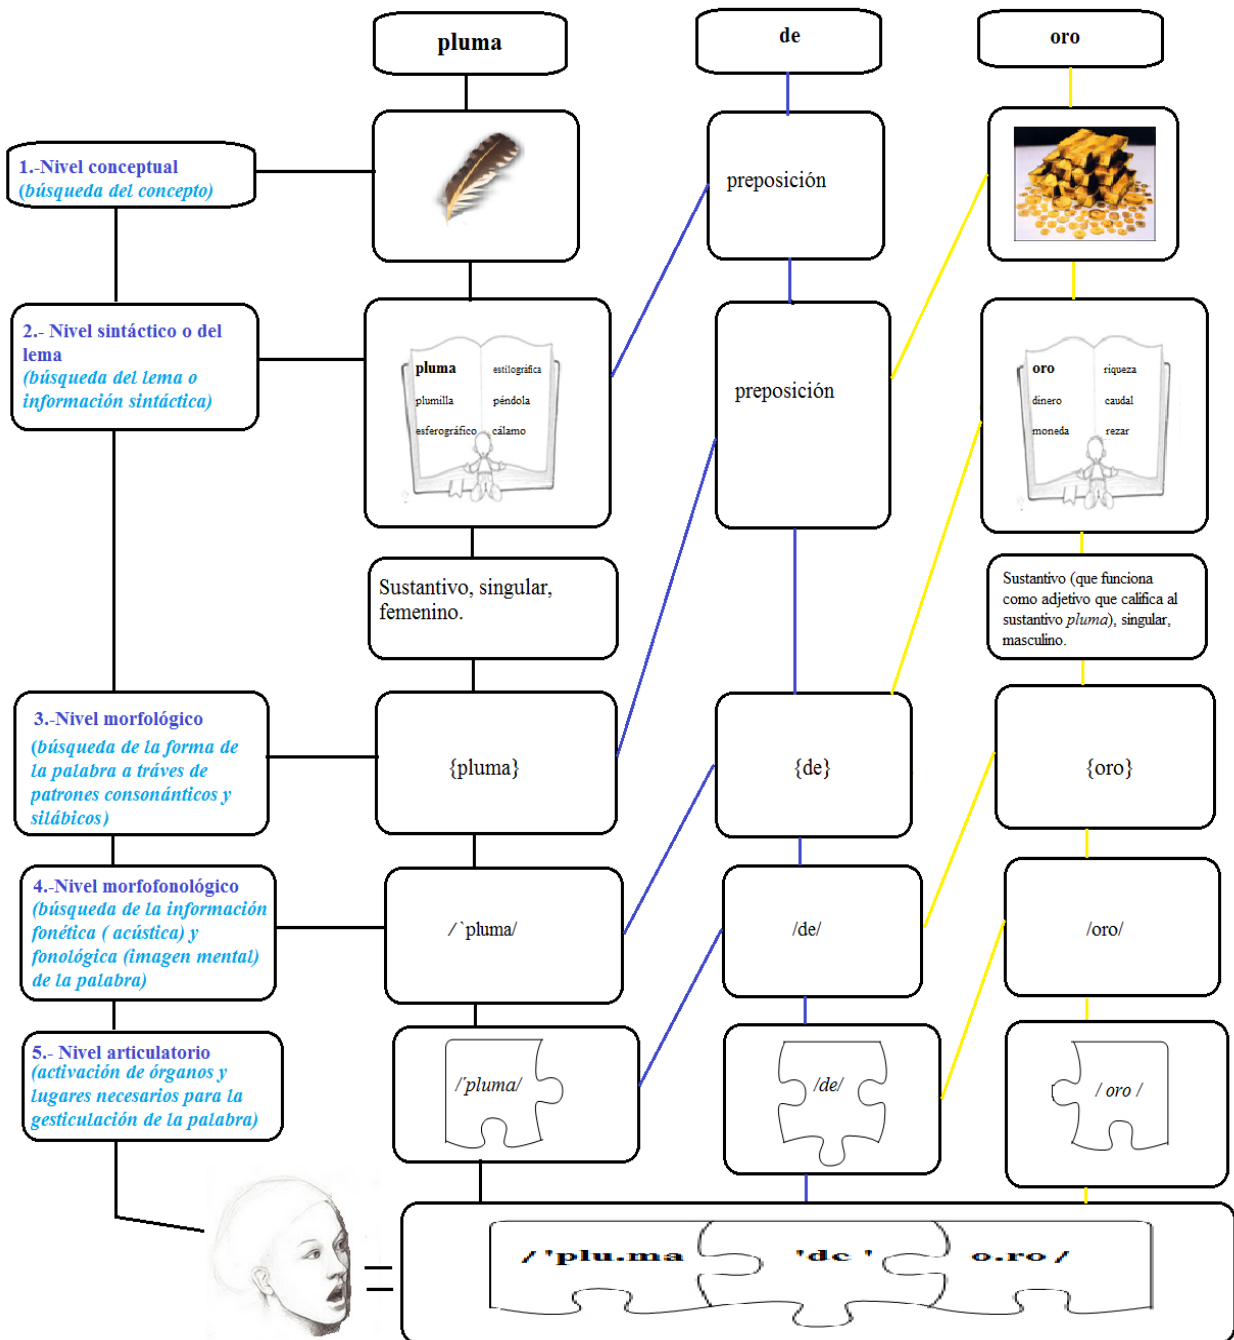 pluma
de
oro
1.-Nivel conceptual
(búsqueda del concepto)
preposición
2.- Nivel sintáctico o del
lema
(búsqueda del lema o
información sintáctica)
pluma
estilográfica
plumilla
péndola
esferográfico
cálamo
preposición
oro
riqueza
dinero
caudal
moneda
rezar
Sustantivo, singular,
femenino.
Sustantivo (que funciona
como adjetivo que califica al
sustantivo pluma), singular,
masculino.
3.-Nivel morfológico
(búsqueda de la forma de
la palabra a tráves de
patrones consonánticos y
silábicos)
{pluma}
{de}
{oro}
4.-Nivel morfofonológico
(búsqueda de la información
fonética ( acústica) y
fonológica (imagen mental)
de la palabra)
/ `pluma/
/de/
/oro/
5.- Nivel articulatorio
(activación de órganos y
lugares necesarios para la
gesticulación de la palabra)
/'pluma/
/de/
/ oro /
=
/ 'plu.ma 'de ' o.ro /